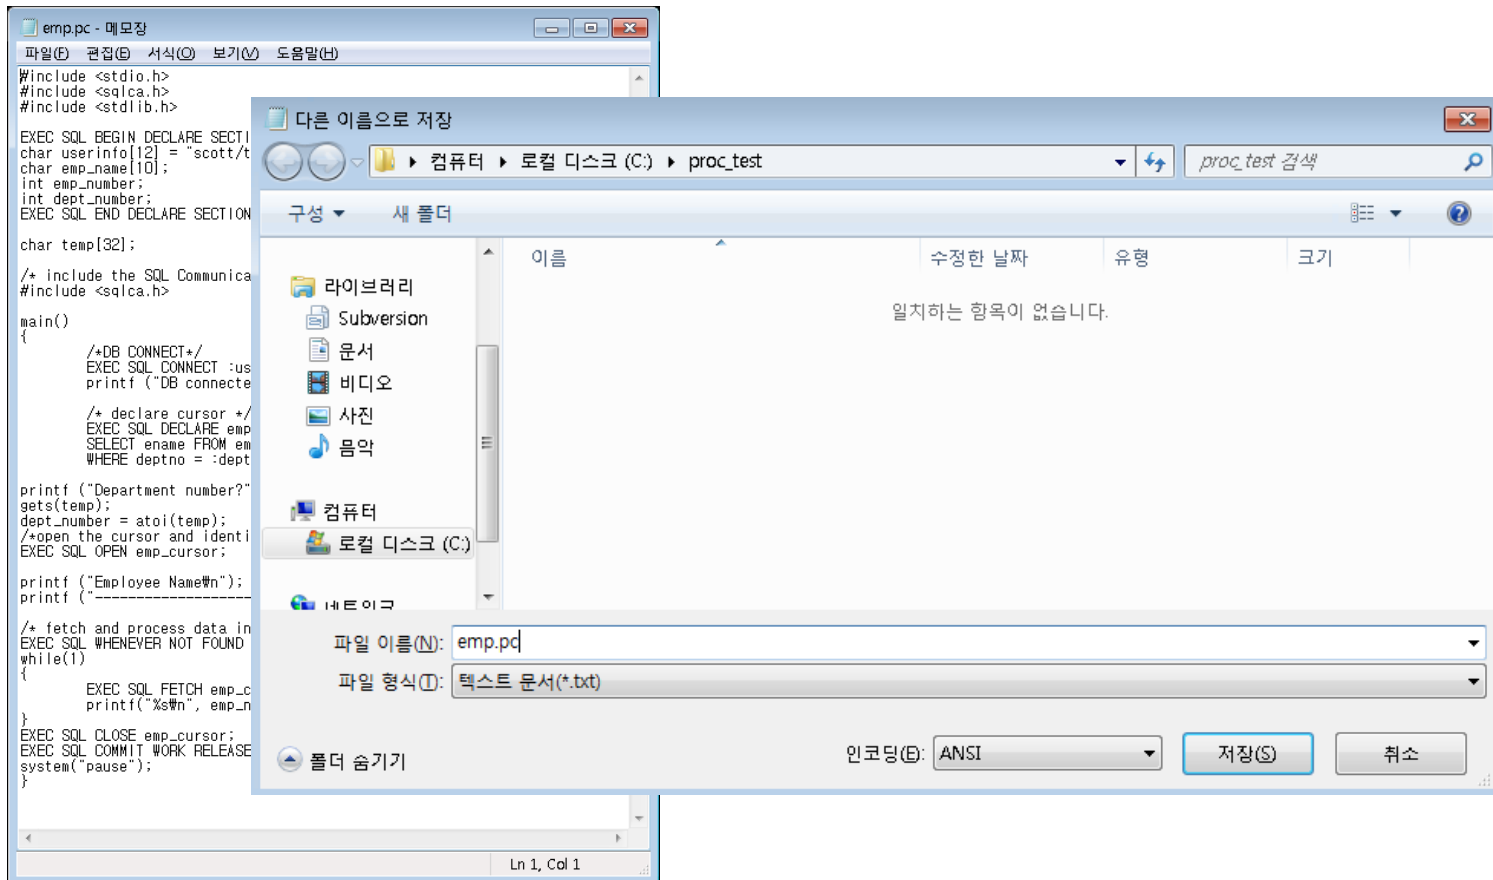 emp.pc - 메모장
파일(F) 편집(E) 서식(O) 보기(V) 도움말(H)
#include <stdio.h>
#include <sqlca.h>
#include <stdlib.h>
EXEC SQL BEGIN DECLARE SECTI
char userinfo[12] = "scott/t
char emp_name[10];
int emp_number;
int dept_number;
EXEC SQL END DECLARE SECTION
char temp[32];
/* include the SQL Communica
#include <sqlca.h>
main()
{
/*DB CONNECT*/
EXEC SQL CONNECT :us
printf ("DB connecte
/* declare cursor */
EXEC SQL DECLARE emp
SELECT ename FROM em
WHERE deptno = :dept
printf ("Department number?"
gets(temp);
dept_number = atoi(temp);
/*open the cursor and identi
EXEC SQL OPEN emp_cursor;
printf ("Employee Name₩n");
printf ("-------------------
/* fetch and process data in
EXEC SQL WHENEVER NOT FOUND
while(1)
{
EXEC SQL FETCH emp_c
printf("%s₩n", emp_n
}
EXEC SQL CLOSE emp_cursor;
EXEC SQL COMMIT WORK RELEASE
system("pause");
}
Ln 1, Col 1
다른 이름으로 저장
컴퓨터 로컬 디스크 (C:) proc_test
proc_test 검색
구성 새 폴더
이름 수정한 날짜 유형 크기
일치하는 항목이 없습니다.
라이브러리
Subversion
문서
비디오
사진
음악
컴퓨터
로컬 디스크 (C:)
네트워크
파일 이름(N): emp.pc
파일 형식(T): 텍스트 문서(*.txt)
폴더 숨기기
인코딩(E): ANSI 저장(S) 취소